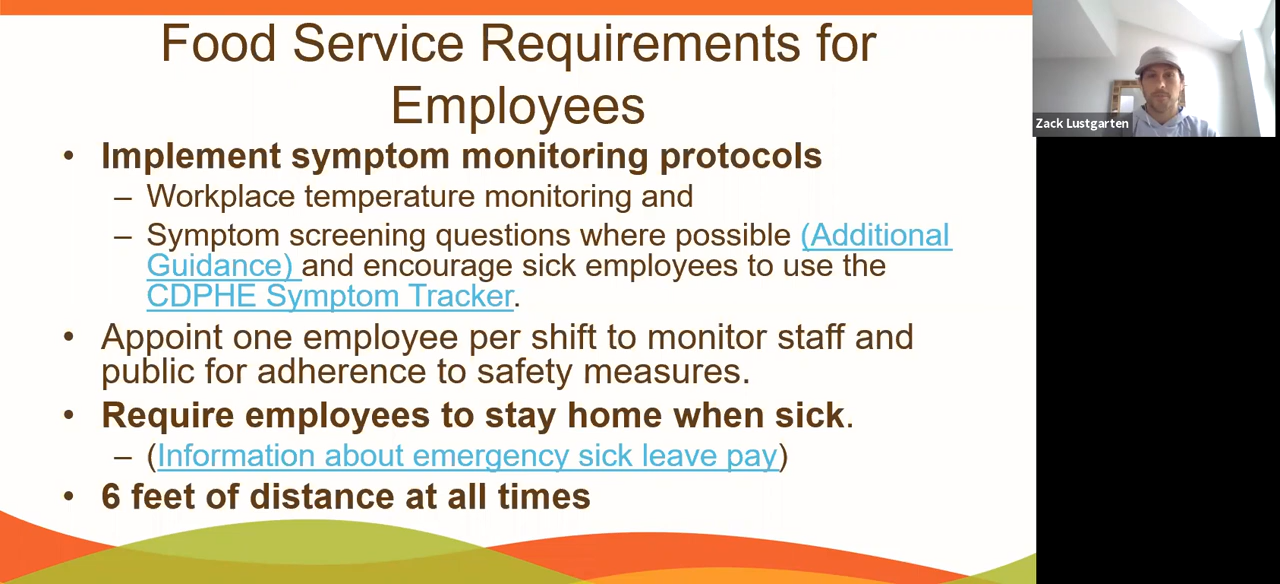 Food Service Requirements for
Employees
• Implement symptom monitoring protocols
– Workplace temperature monitoring and
– Symptom screening questions where possible (Additional
Guidance) and encourage sick employees to use the
CDPHE Symptom Tracker.
• Appoint one employee per shift to monitor staff and
public for adherence to safety measures.
• Require employees to stay home when sick.
– (Information about emergency sick leave pay)
• 6 feet of distance at all times
Zack Lustgarten